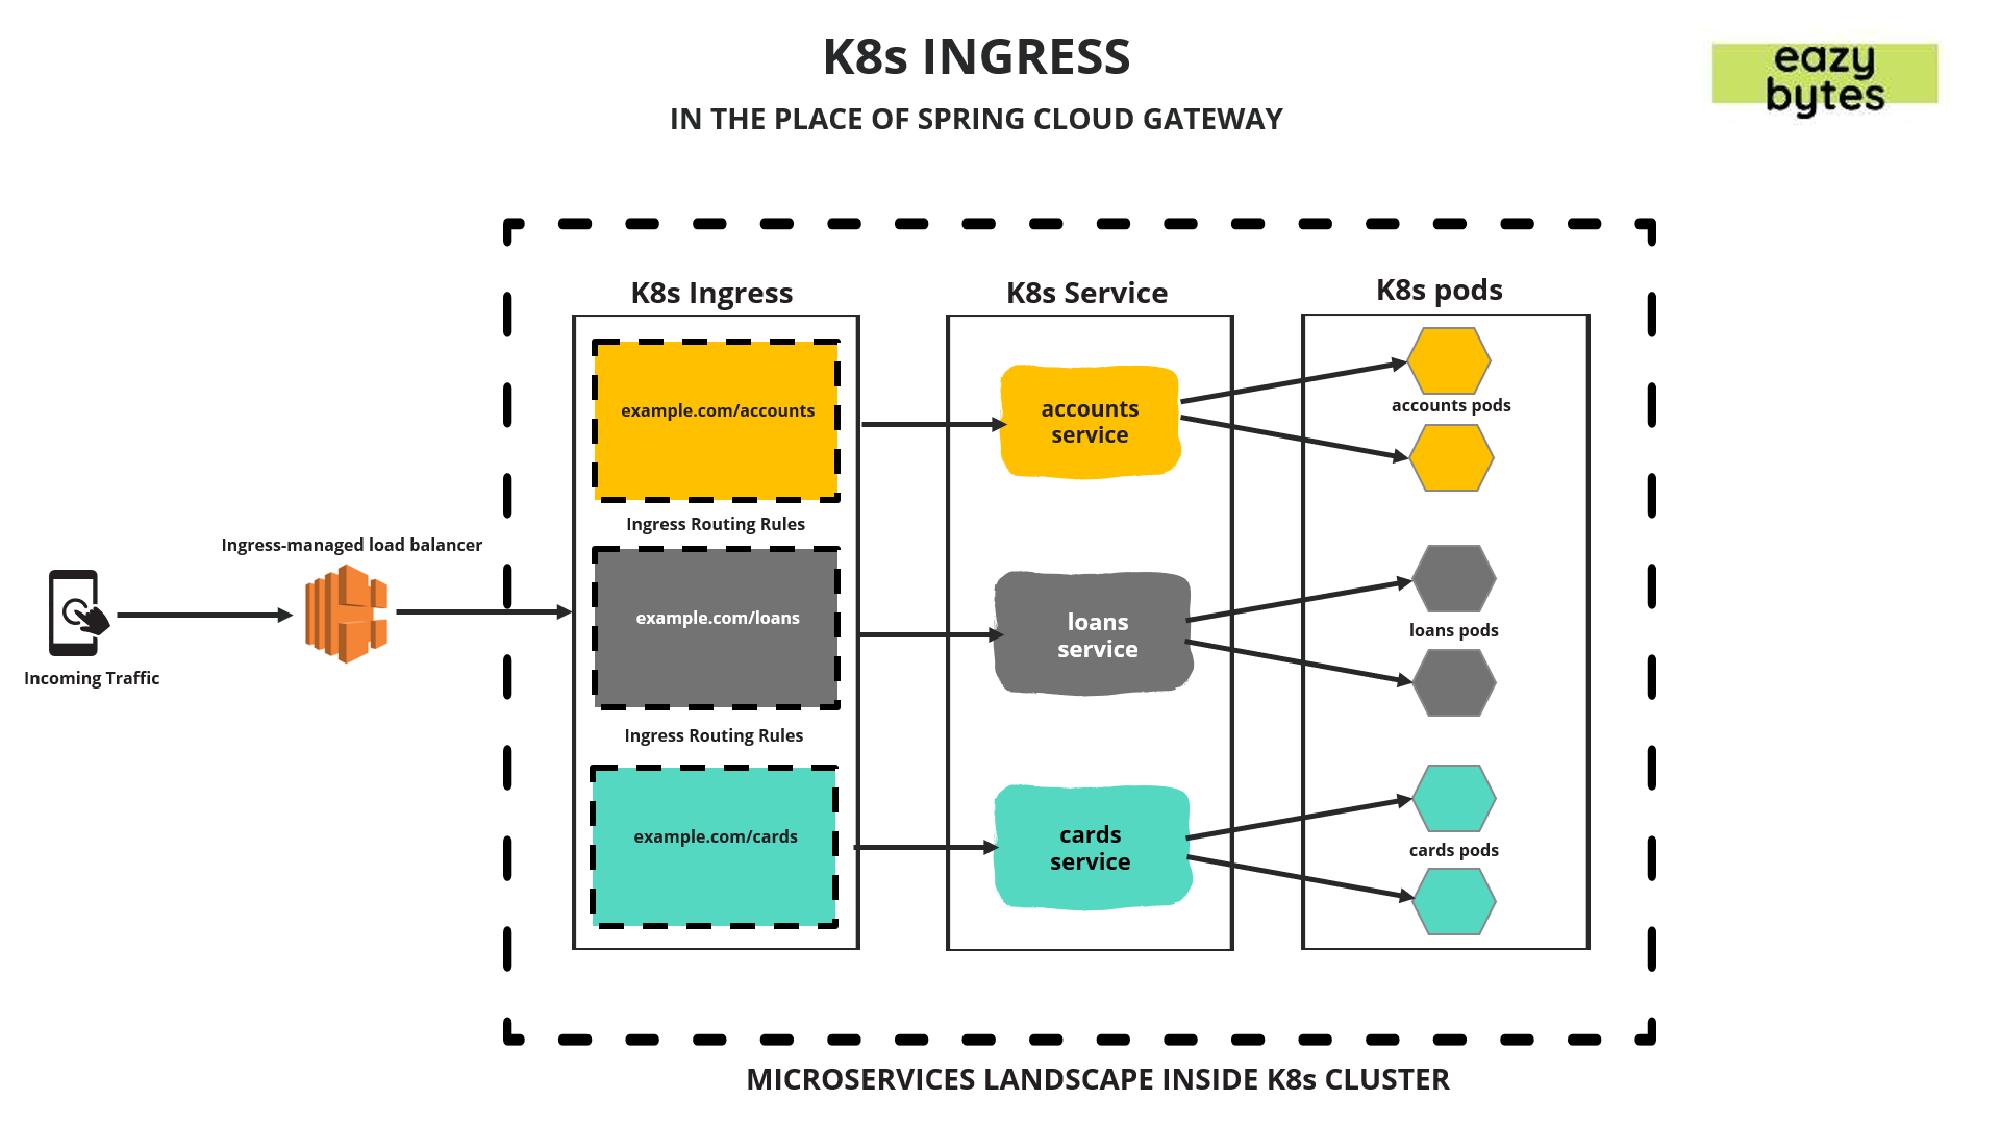 K8s INGRESS
IN THE PLACE OF SPRING CLOUD GATEWAY
eazy
bytes
K8s Ingress
K8s Service
K8s pods
example.com/accounts
accounts
service
accounts pods
Ingress Routing Rules
Ingress-managed load balancer
example.com/loans
loans
service
loans pods
Incoming Traffic
Ingress Routing Rules
example.com/cards
cards
service
cards pods
MICROSERVICES LANDSCAPE INSIDE K8s CLUSTER